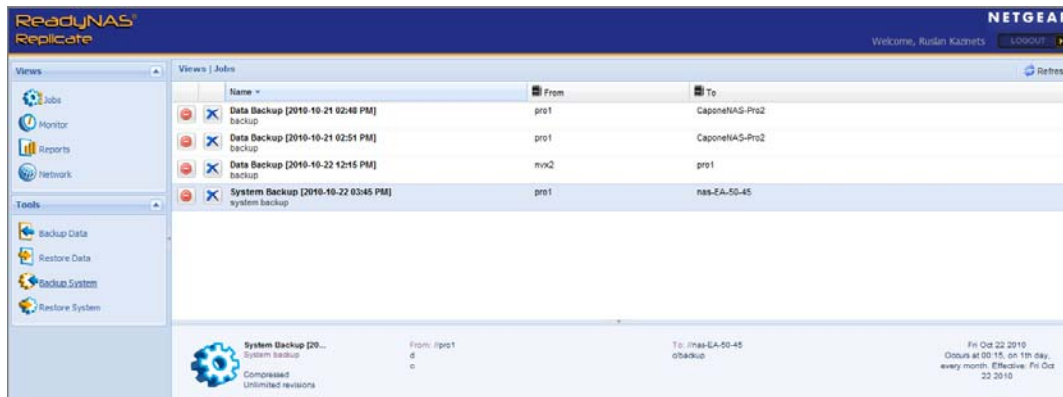 ReadyNAS®
Replicate
NETGEAR
Welcome, Ruslan Kazinets
LOGOUT
Views
Jobs
Monitor
Reports
Network
Tools
Backup Data
Restore Data
Backup System
Restore System
Views | Jobs
Refres
Name
From
To
Data Backup [2010-10-21 02:48 PM]
backup
pro1
CaponeNAS-Pro2
Data Backup [2010-10-21 02:51 PM]
backup
pro1
CaponeNAS-Pro2
Data Backup [2010-10-22 12:15 PM]
backup
nvx2
pro1
System Backup [2010-10-22 03:45 PM]
system backup
pro1
nas-EA-50-45
System Backup [20...
System backup
Compressed
Unlimited revisions
From: //pro1
d
c
To: //nas-EA-50-45
c/backup
Fri Oct 22 2010
Occurs at 00:15, on 1th day,
every month. Effective: Fri Oct
22 2010